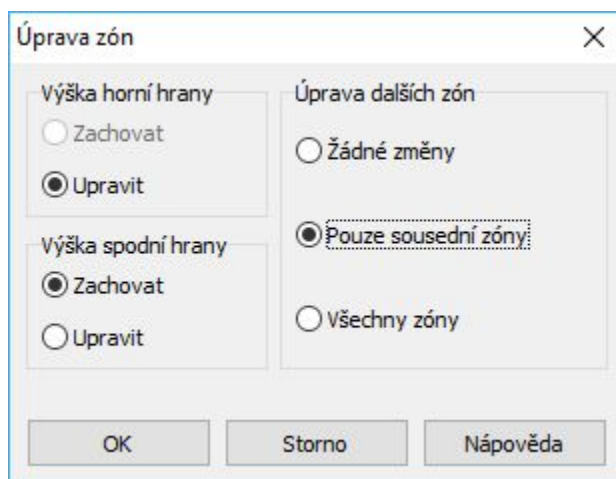 Úprava zón
Výška horní hrany
Zachovat
Upravit
Výška spodní hrany
Zachovat
Upravit
Úprava dalších zón
Žádné změny
Pouze sousední zóny
Všechny zóny
OK
Storno
Nápověda